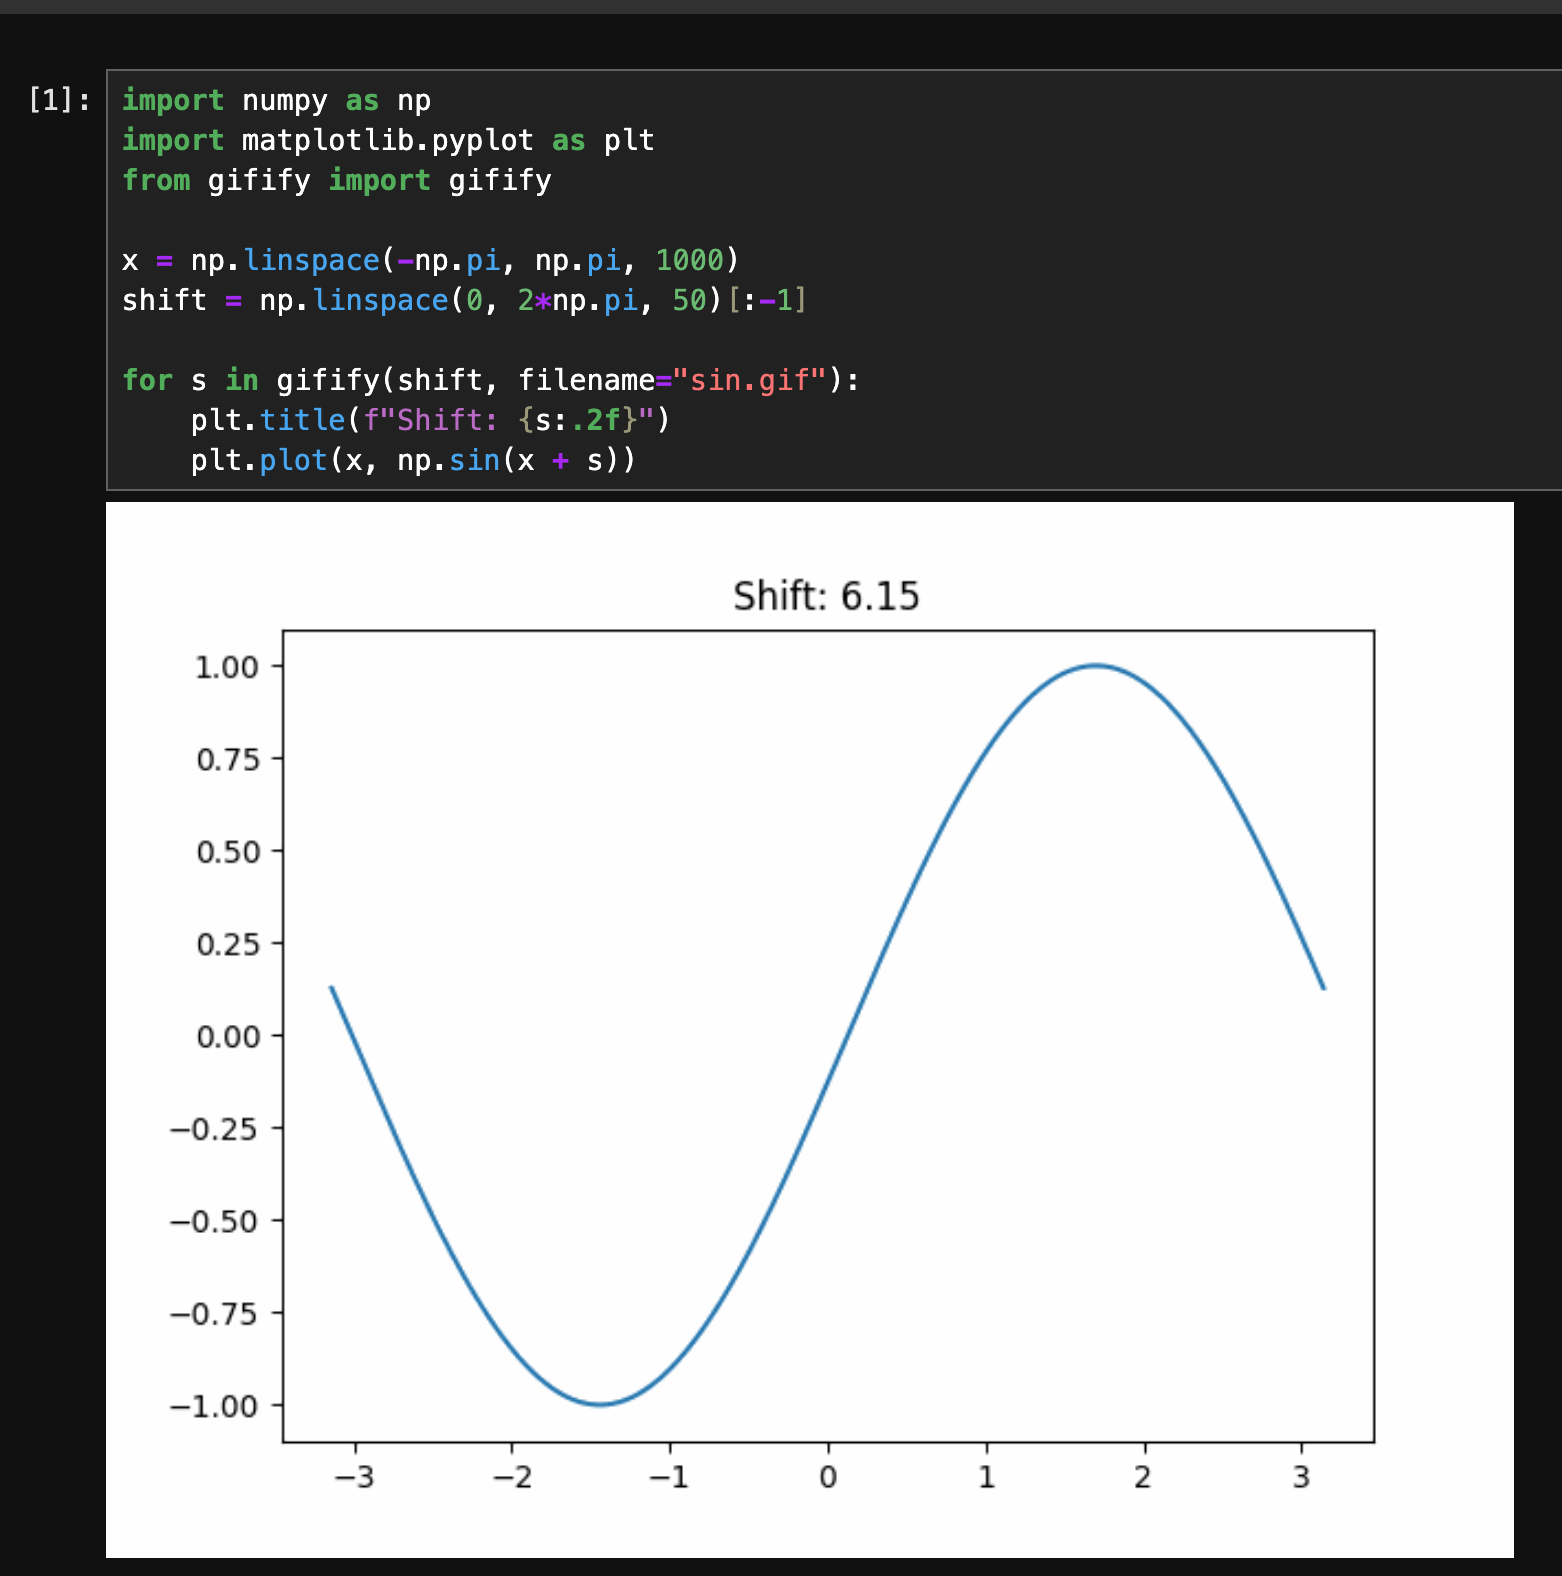 [1]:
import numpy as np
import matplotlib.pyplot as plt
from gifify import gifify
x = np.linspace(-np.pi, np.pi, 1000)
shift = np.linspace(0, 2*np.pi, 50)[:-1]
for s in gifify(shift, filename="sin.gif"):
    plt.title(f"Shift: {s:.2f}")
    plt.plot(x, np.sin(x + s))
Shift: 6.15
1.00
0.75
0.50
0.25
0.00
−0.25
−0.50
−0.75
−1.00
−3 −2 −1 0 1 2 3